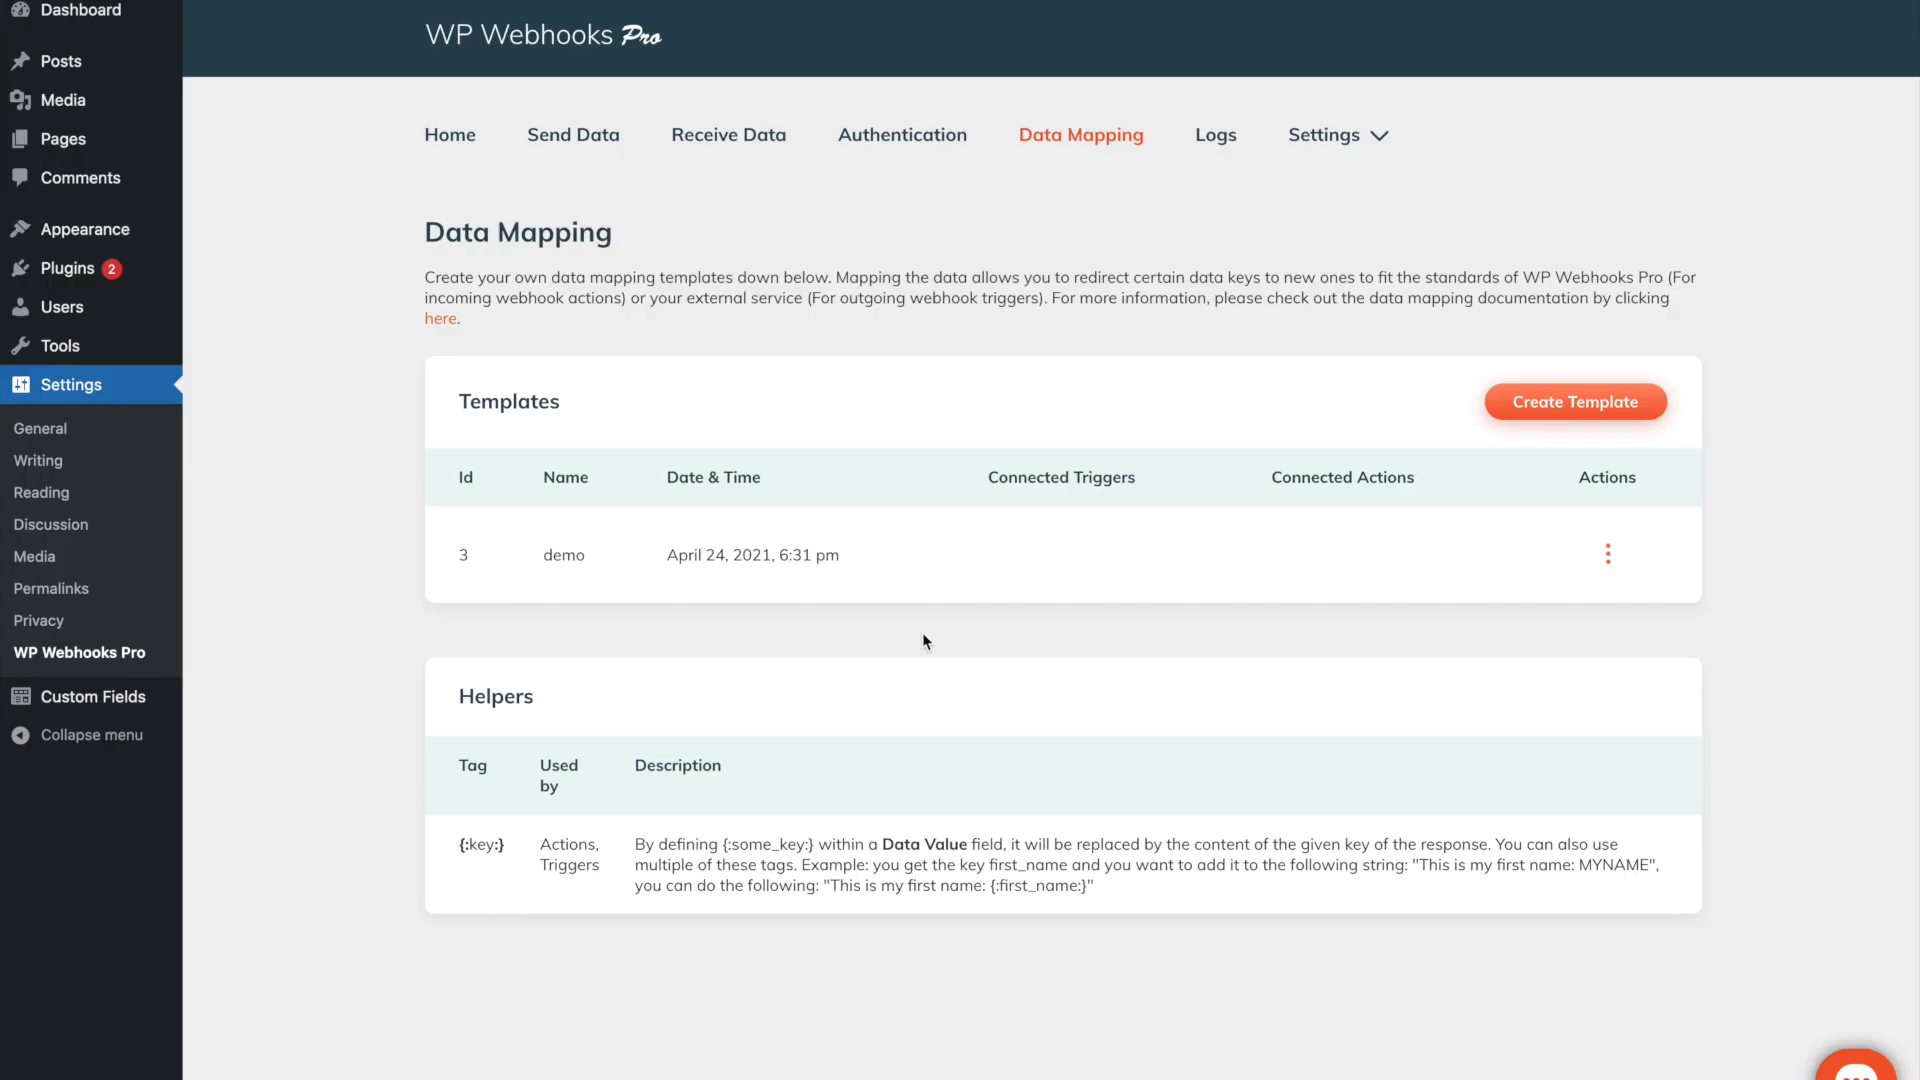 Dashboard
Posts
Media
Pages
Comments
Appearance
Plugins 2
Users
Tools
Settings
General
Writing
Reading
Discussion
Media
Permalinks
Privacy
WP Webhooks Pro
Custom Fields
Collapse menu
WP Webhooks Pro
Home Send Data Receive Data Authentication Data Mapping Logs Settings
Data Mapping
Create your own data mapping templates down below. Mapping the data allows you to redirect certain data keys to new ones to fit the standards of WP Webhooks Pro (For
incoming webhook actions) or your external service (For outgoing webhook triggers). For more information, please check out the data mapping documentation by clicking
here.
Templates
Create Template
Id Name Date & Time Connected Triggers Connected Actions Actions
3 demo April 24, 2021, 6:31 pm
Helpers
Tag Used by Description
{:key:} Actions, Triggers
By defining {:some_key:} within a Data Value field, it will be replaced by the content of the given key of the response. You can also use
multiple of these tags. Example: you get the key first_name and you want to add it to the following string: "This is my first name: MYNAME",
you can do the following: "This is my first name: {:first_name:}"